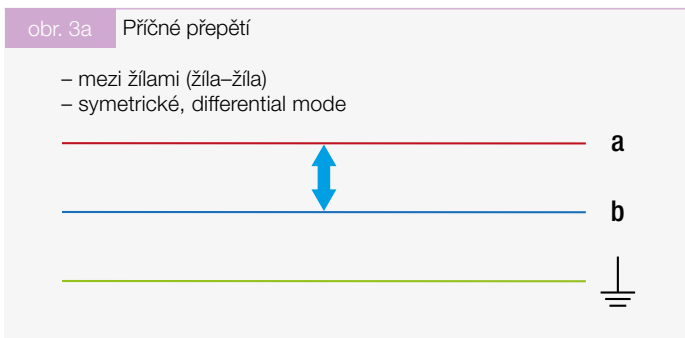 obr. 3a Příčné přepětí
– mezi žílami (žíla–žíla)
– symetrické, differential mode
a
b